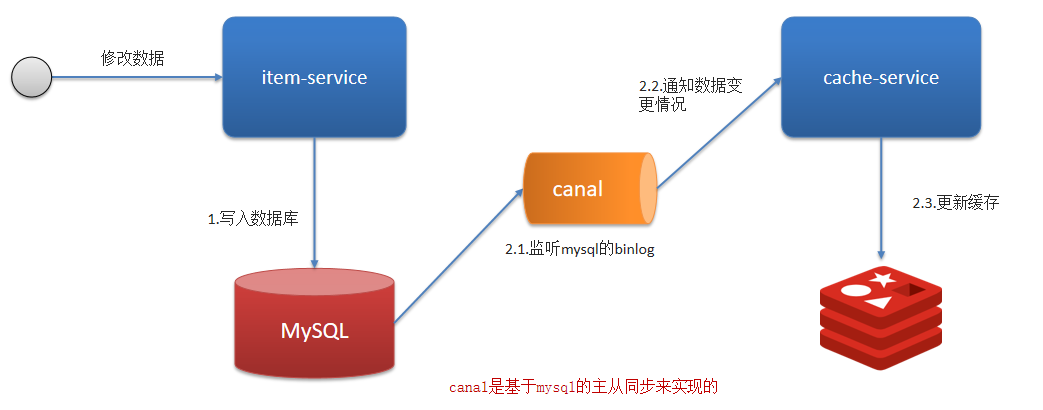 修改数据
item-service
2.2.通知数据变
更情况
cache-service
canal
1.写入数据库
2.1.监听mysql的binlog
2.3.更新缓存
MySQL
canal是基于mysql的主从同步来实现的